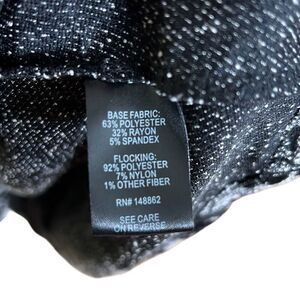 BASE FABRIC:
63% POLYESTER
32% RAYON
5% SPANDEX
FLOCKING:
92% POLYESTER
7% NYLON
1% OTHER FIBER
RN# 148862
SEE CARE
ON REVERSE